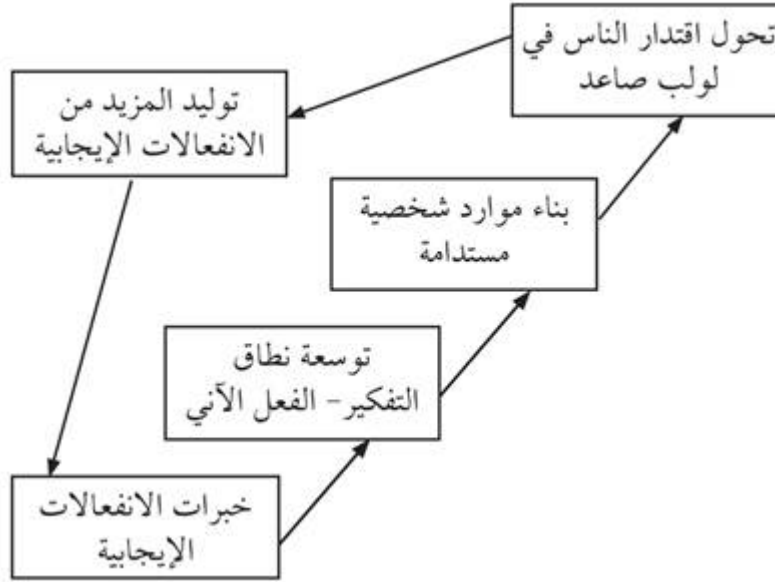 تحول اقتدار الناس في
لولب صاعد
توليد المزيد من
الانفعالات الإيجابية
بناء موارد شخصية
مستدامة
توسعة نطاق
التفكير - الفعل الآني
خبرات الانفعالات
الإيجابية